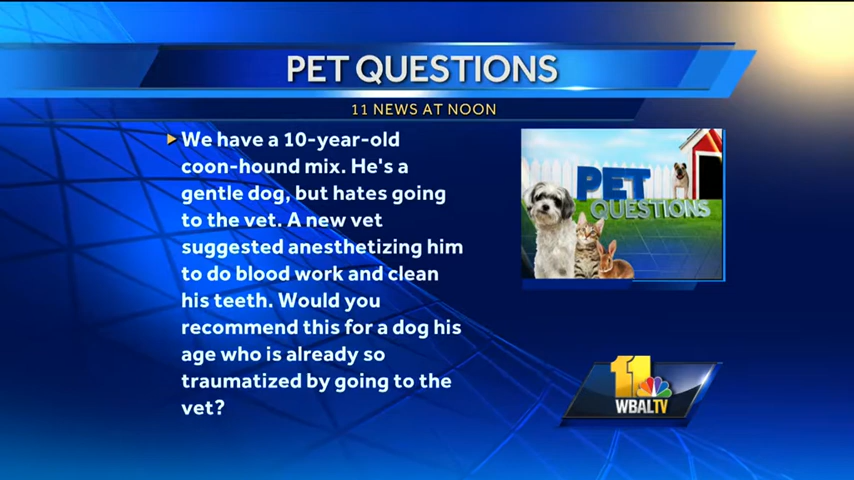 PET QUESTIONS
11 NEWS AT NOON
We have a 10-year-old
coon-hound mix. He's a
gentle dog, but hates going
to the vet. A new vet
suggested anesthetizing him
to do blood work and clean
his teeth. Would you
recommend this for a dog his
age who is already so
traumatized by going to the
vet?
PET
QUESTIONS
11
WBALTV